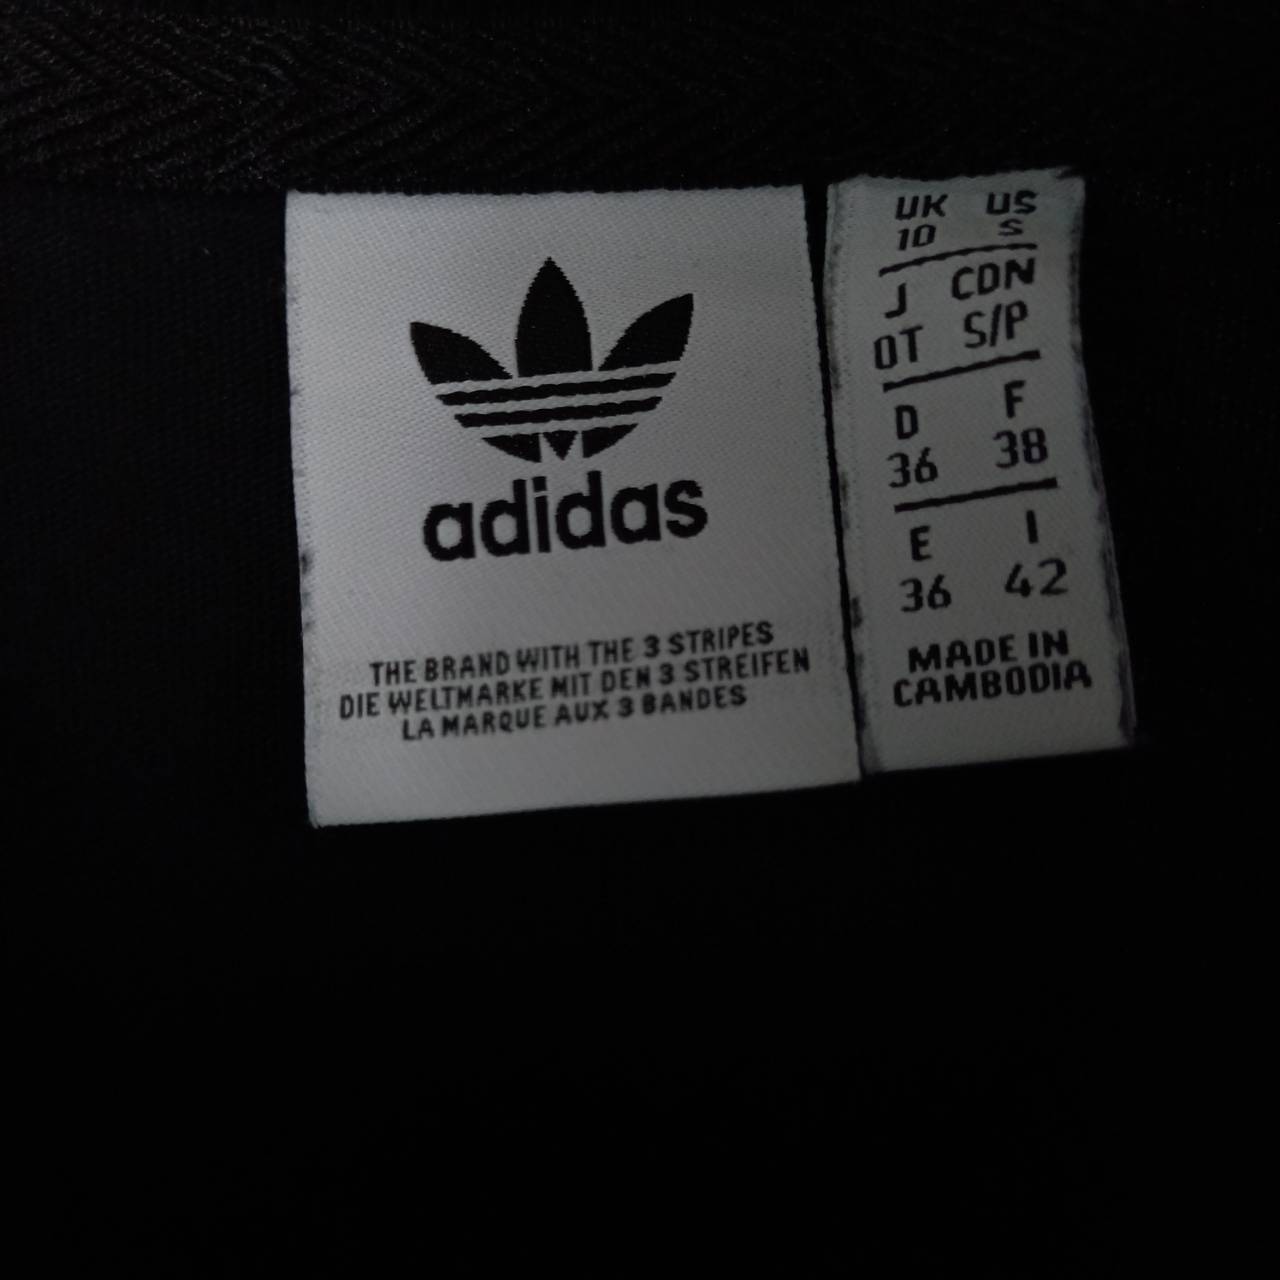 adidas
THE BRAND WITH THE 3 STRIPES
DIE WELTMARKE MIT DEN 3 STREIFEN
LA MARQUE AUX 3 BANDES
UK US
10 S
J CDN
OT S/P
D F
36 38
E I
36 42
MADE IN
CAMBODIA